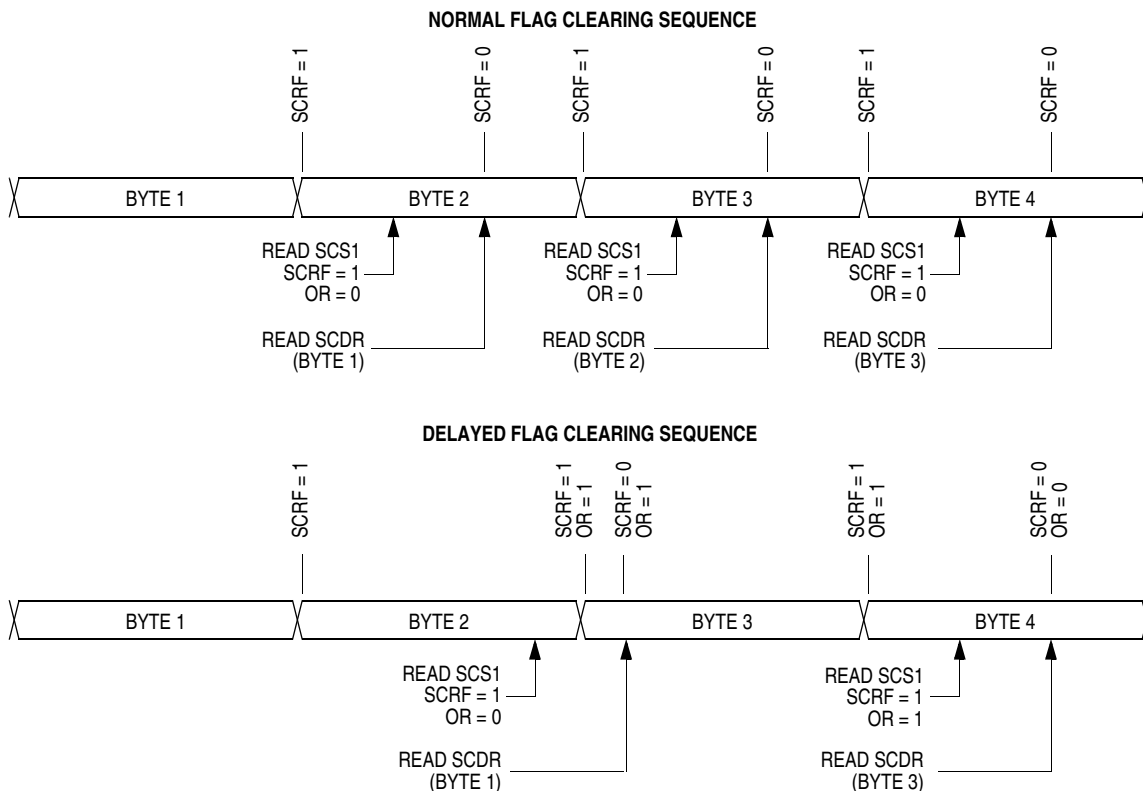 NORMAL FLAG CLEARING SEQUENCE
SCRF = 1
SCRF = 0
SCRF = 1
SCRF = 0
SCRF = 1
SCRF = 0
BYTE 1
BYTE 2
BYTE 3
BYTE 4
READ SCS1
SCRF = 1
OR = 0
READ SCS1
SCRF = 1
OR = 0
READ SCS1
SCRF = 1
OR = 0
READ SCDR
(BYTE 1)
READ SCDR
(BYTE 2)
READ SCDR
(BYTE 3)
DELAYED FLAG CLEARING SEQUENCE
SCRF = 1
SCRF = 1
OR = 1
SCRF = 0
OR = 1
SCRF = 1
OR = 1
SCRF = 0
OR = 0
BYTE 1
BYTE 2
BYTE 3
BYTE 4
READ SCS1
SCRF = 1
OR = 0
READ SCS1
SCRF = 1
OR = 1
READ SCDR
(BYTE 1)
READ SCDR
(BYTE 3)